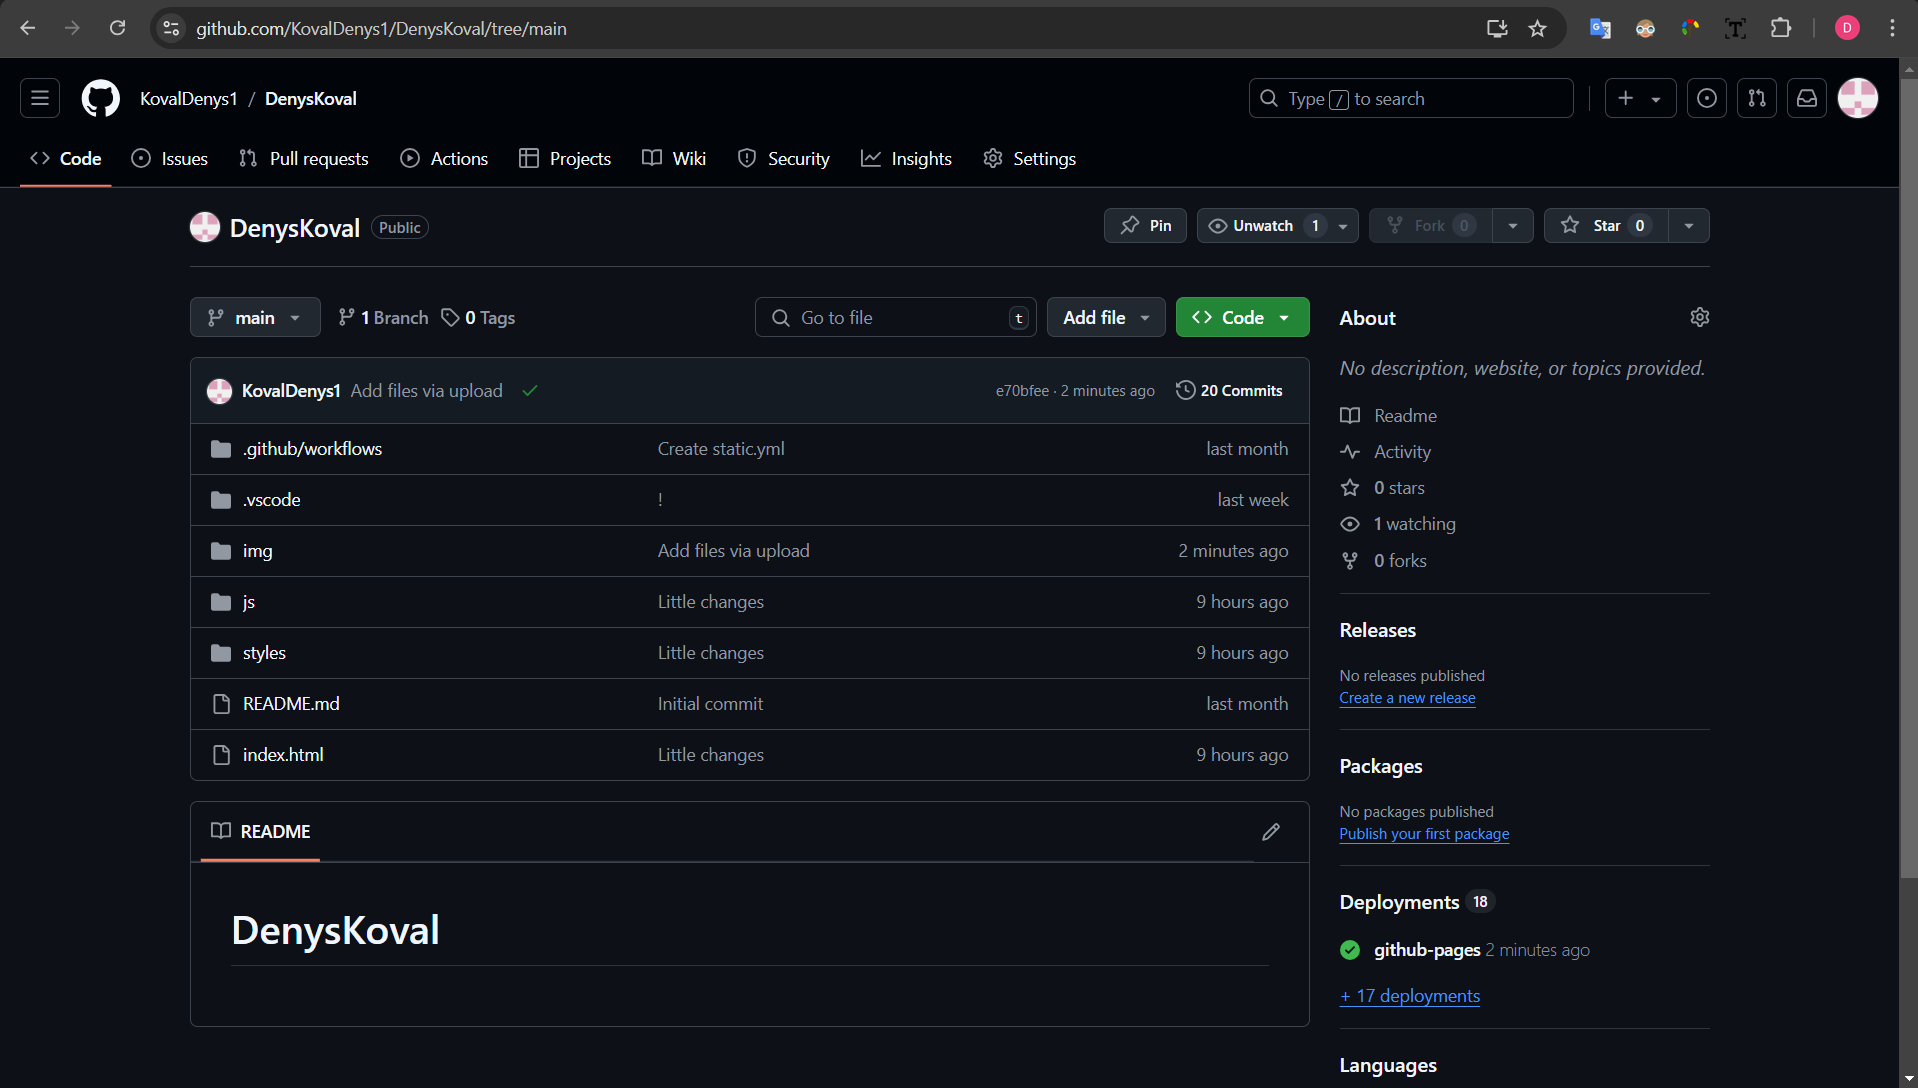 github.com/KovalDenys1/DenysKoval/tree/main
D
KovalDenys1 / DenysKoval
Type / to search
Code
Issues
Pull requests
Actions
Projects
Wiki
Security
Insights
Settings
DenysKoval Public
Pin
Unwatch 1
Fork 0
Star 0
main
1 Branch
0 Tags
Go to file t
Add file
Code
KovalDenys1 Add files via upload
e70bfee · 2 minutes ago
20 Commits
.github/workflows Create static.yml last month
.vscode ! last week
img Add files via upload 2 minutes ago
js Little changes 9 hours ago
styles Little changes 9 hours ago
README.md Initial commit last month
index.html Little changes 9 hours ago
README
DenysKoval
About
No description, website, or topics provided.
Readme
Activity
0 stars
1 watching
0 forks
Releases
No releases published
Create a new release
Packages
No packages published
Publish your first package
Deployments 18
github-pages 2 minutes ago
+ 17 deployments
Languages